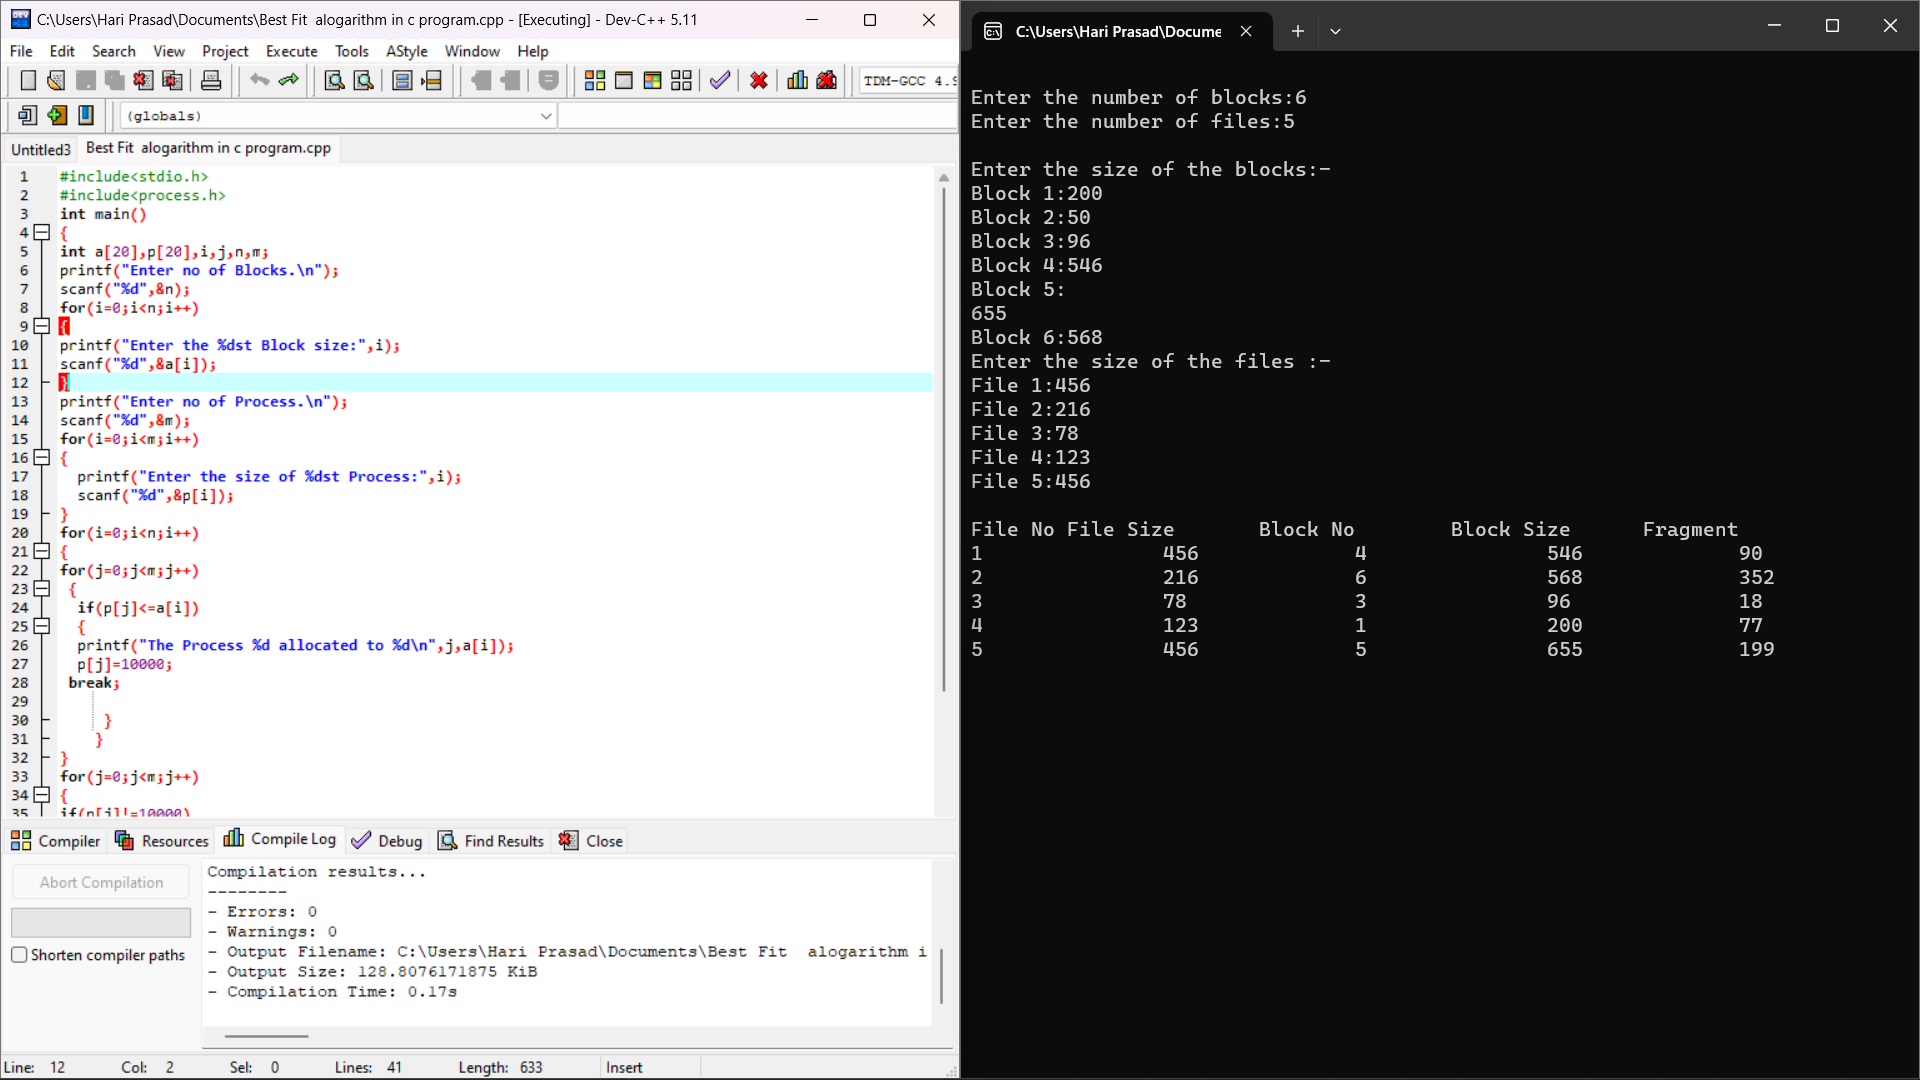 C:\Users\Hari Prasad\Documents\Best Fit  alogarithm in c program.cpp - [Executing] - Dev-C++ 5.11
File Edit Search View Project Execute Tools AStyle Window Help
TDM-GCC 4.9
(globals)
Untitled3 Best Fit  alogarithm in c program.cpp
1 #include<stdio.h>
2 #include<process.h>
3 int main()
4 {
5 int a[20],p[20],i,j,n,m;
6 printf("Enter no of Blocks.\n");
7 scanf("%d",&n);
8 for(i=0;i<n;i++)
9 {
10 printf("Enter the %dst Block size:",i);
11 scanf("%d",&a[i]);
12 }
13 printf("Enter no of Process.\n");
14 scanf("%d",&m);
15 for(i=0;i<m;i++)
16 {
17 printf("Enter the size of %dst Process:",i);
18 scanf("%d",&p[i]);
19 }
20 for(i=0;i<n;i++)
21 {
22 for(j=0;j<m;j++)
23 {
24 if(p[j]<=a[i])
25 {
26 printf("The Process %d allocated to %d\n",j,a[i]);
27 p[j]=10000;
28 break;
29
30 }
31 }
32 }
33 for(j=0;j<m;j++)
34 {
35 if(p[j]!=10000)
Compiler Resources Compile Log Debug Find Results Close
Abort Compilation
Shorten compiler paths
Compilation results...
--------
- Errors: 0
- Warnings: 0
- Output Filename: C:\Users\Hari Prasad\Documents\Best Fit  alogarithm i
- Output Size: 128.8076171875 KiB
- Compilation Time: 0.17s
Line: 12 Col: 2 Sel: 0 Lines: 41 Length: 633 Insert
C:\Users\Hari Prasad\Docume
Enter the number of blocks:6
Enter the number of files:5
Enter the size of the blocks:-
Block 1:200
Block 2:50
Block 3:96
Block 4:546
Block 5:
655
Block 6:568
Enter the size of the files :-
File 1:456
File 2:216
File 3:78
File 4:123
File 5:456
File No File Size Block No Block Size Fragment
1 456 4 546 90
2 216 6 568 352
3 78 3 96 18
4 123 1 200 77
5 456 5 655 199